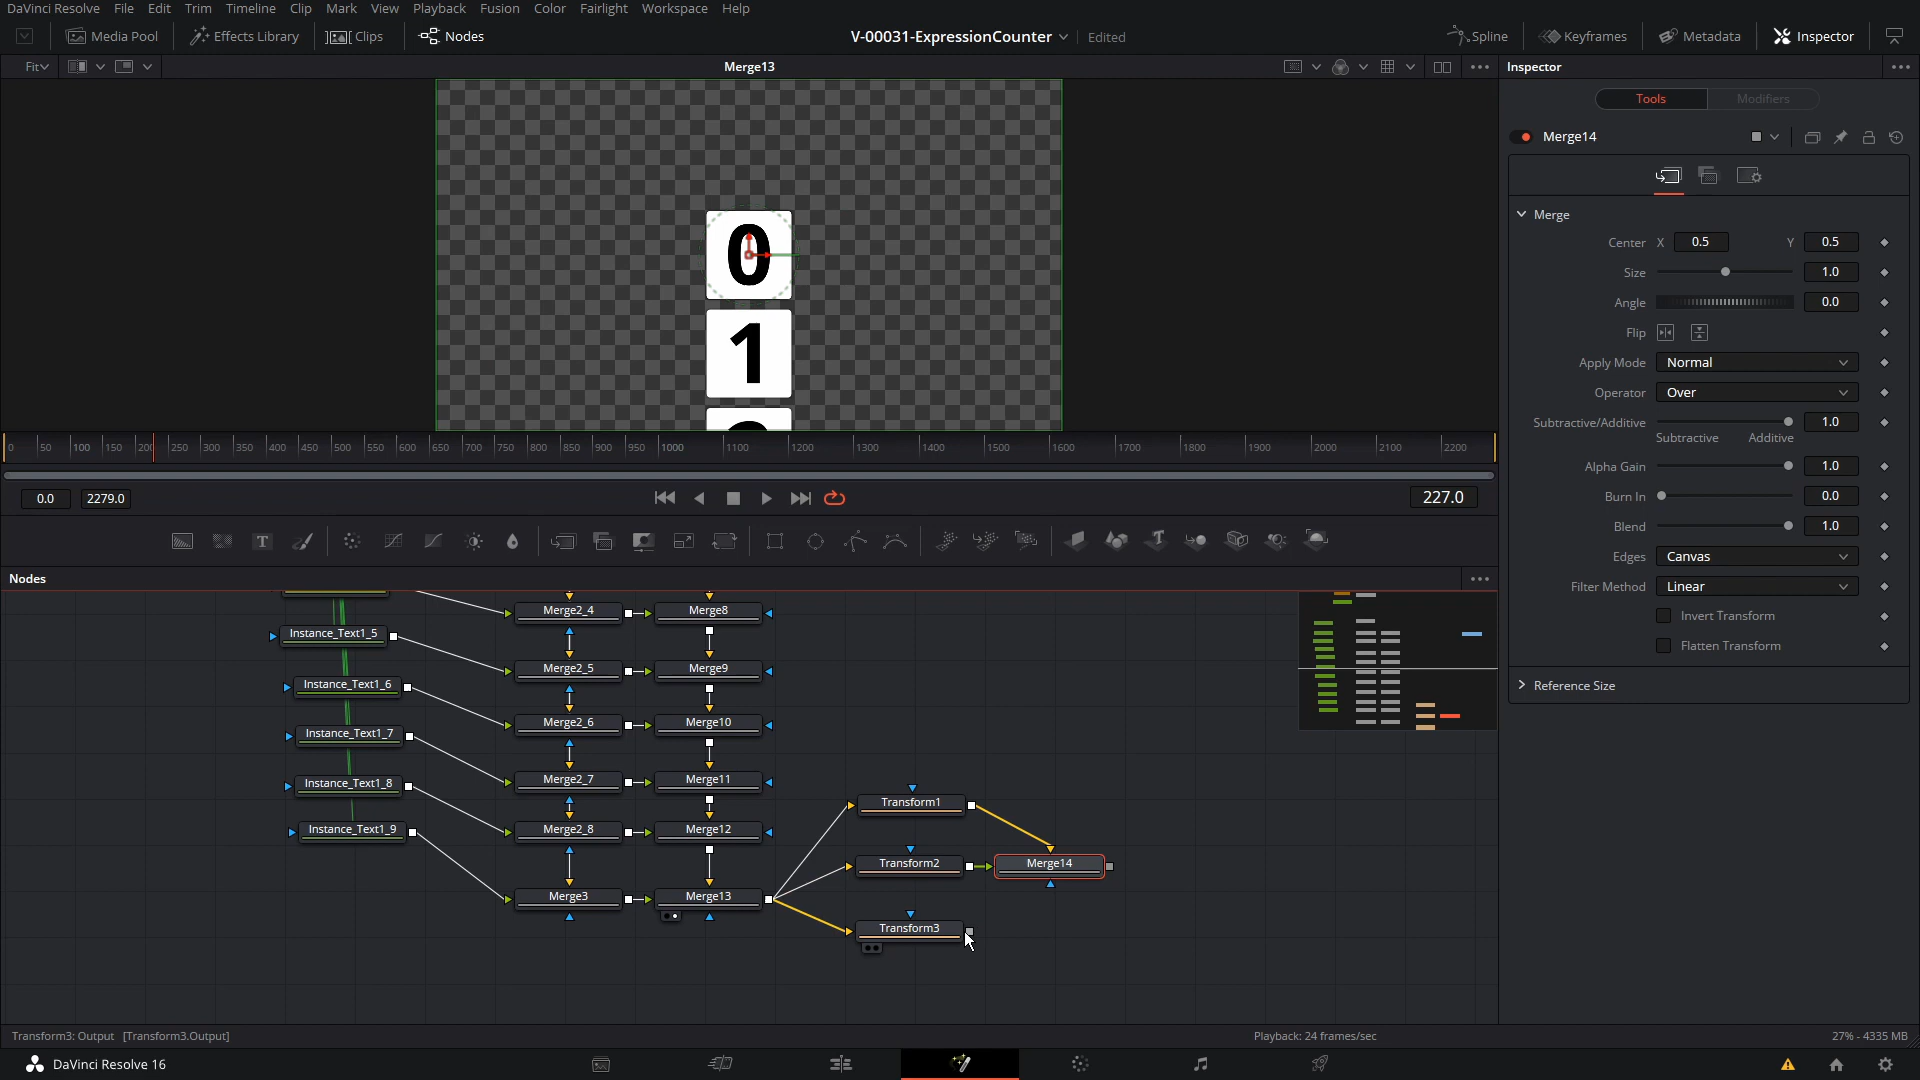 DaVinci Resolve File Edit Trim Timeline Clip Mark View Playback Fusion Color Fairlight Workspace Help
Media Pool Effects Library Clips Nodes V-00031-ExpressionCounter Edited Spline Keyframes Metadata Inspector
Fit Merge13 Inspector
Tools Modifiers
Merge14
Merge
Center X 0.5 Y 0.5
Size 1.0
Angle 0.0
Flip
Apply Mode Normal
Operator Over
Subtractive/Additive 1.0
Subtractive Additive
Alpha Gain 1.0
Burn In 0.0
Blend 1.0
Edges Canvas
Filter Method Linear
Invert Transform
Flatten Transform
Reference Size
0
1
0 50 100 150 200 250 300 350 400 450 500 550 600 650 700 750 800 850 900 950 1000 1100 1200 1300 1400 1500 1600 1700 1800 1900 2000 2100 2200
0.0 2279.0 227.0
T
Nodes
Merge2_4 Merge8
Instance_Text1_5
Merge2_5 Merge9
Instance_Text1_6
Merge2_6 Merge10
Instance_Text1_7
Merge2_7 Merge11
Instance_Text1_8
Transform1
Instance_Text1_9 Merge2_8 Merge12
Transform2 Merge14
Merge3 Merge13
Transform3
Transform3: Output [Transform3.Output] Playback: 24 frames/sec 27% - 4335 MB
DaVinci Resolve 16